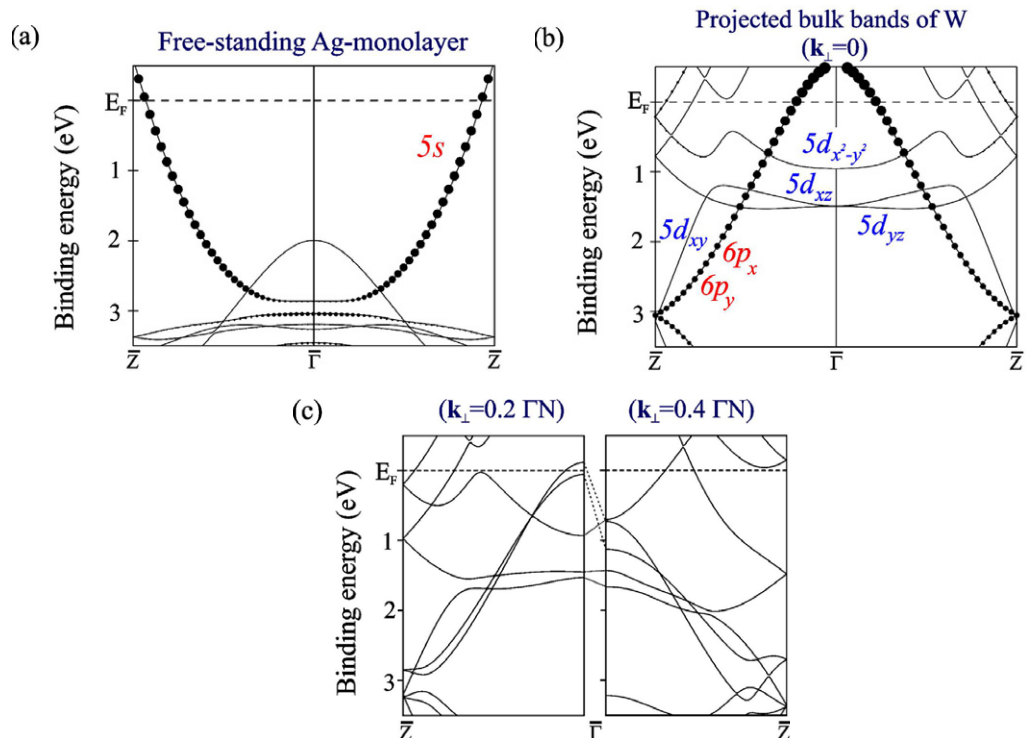 (a)
Free-standing Ag-monolayer
Binding energy (eV)
E_F
1
2
3
5s
Z̄
Γ̄
Z̄
(b)
Projected bulk bands of W
(k⊥=0)
Binding energy (eV)
E_F
1
2
3
5d_x²-y²
5d_xz
5d_xy
5d_yz
6p_x
6p_y
Z̄
Γ̄
Z̄
(c)
(k⊥=0.2 ΓN)
(k⊥=0.4 ΓN)
Binding energy (eV)
E_F
1
2
3
Z̄
Γ̄
Z̄